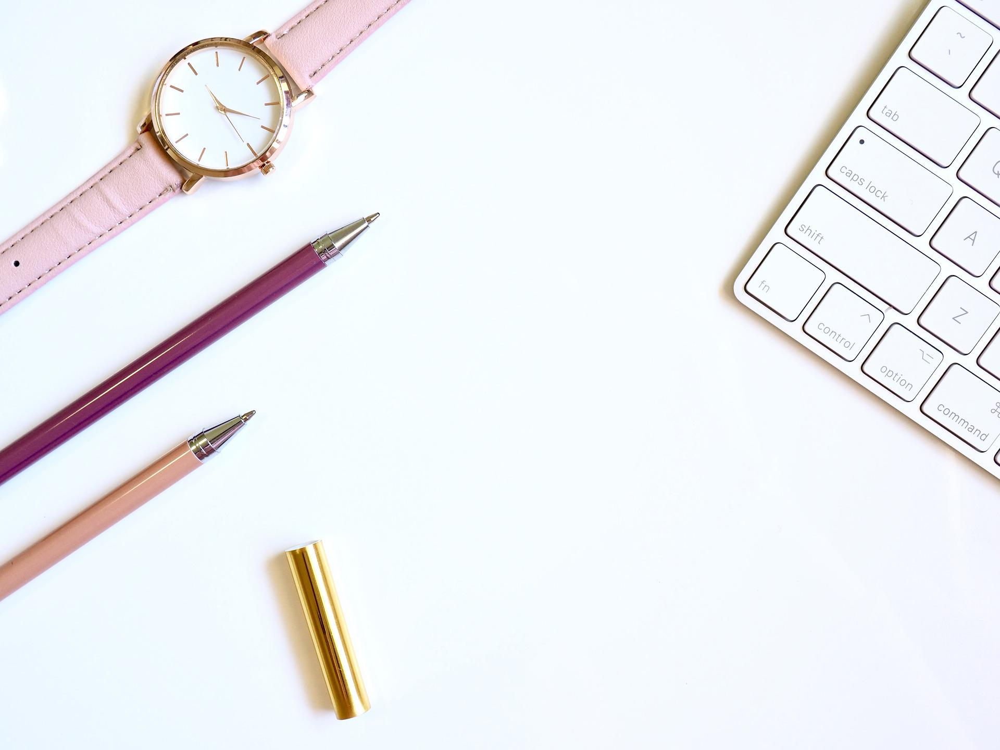 ~
`
tab
Q
caps lock
A
shift
Z
fn
^
control
⌥
option
⌘
command